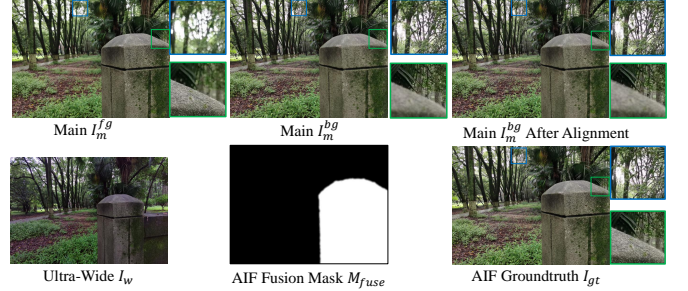 Main I_m^{fg}
Main I_m^{bg}
Main I_m^{bg} After Alignment
Ultra-Wide I_w
AIF Fusion Mask M_{fuse}
AIF Groundtruth I_{gt}